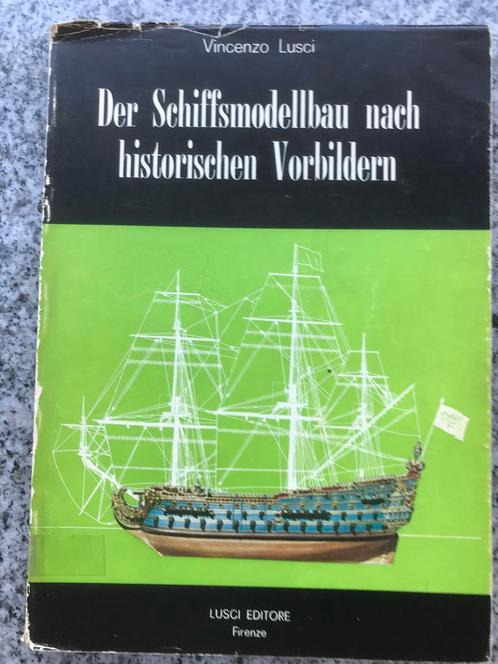 Vincenzo Lusci
Der Schiffsmodellbau nach
historischen Vorbildern
LUSCI EDITORE
Firenze